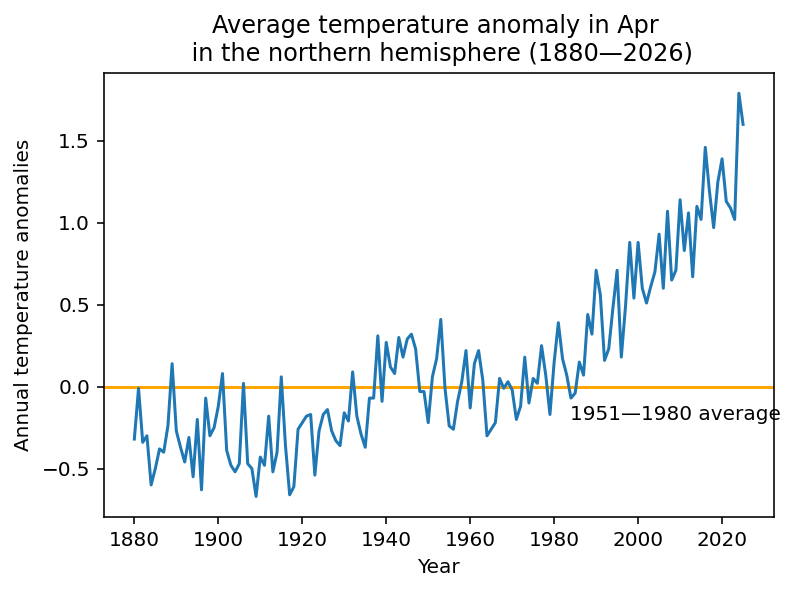 Average temperature anomaly in Apr
in the northern hemisphere (1880—2026)
Annual temperature anomalies
1.5
1.0
0.5
0.0
−0.5
1951—1980 average
1880 1900 1920 1940 1960 1980 2000 2020
Year